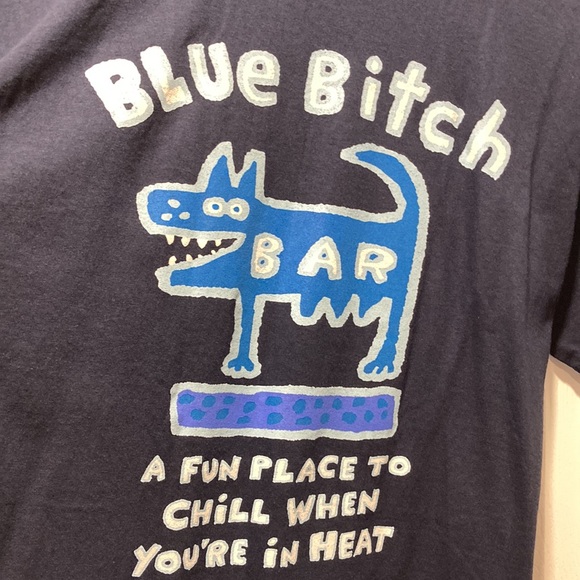 BLue Bitch
BAR
A FUN PLACE TO
CHiLL WHEN
YOU'RE iN HEAT